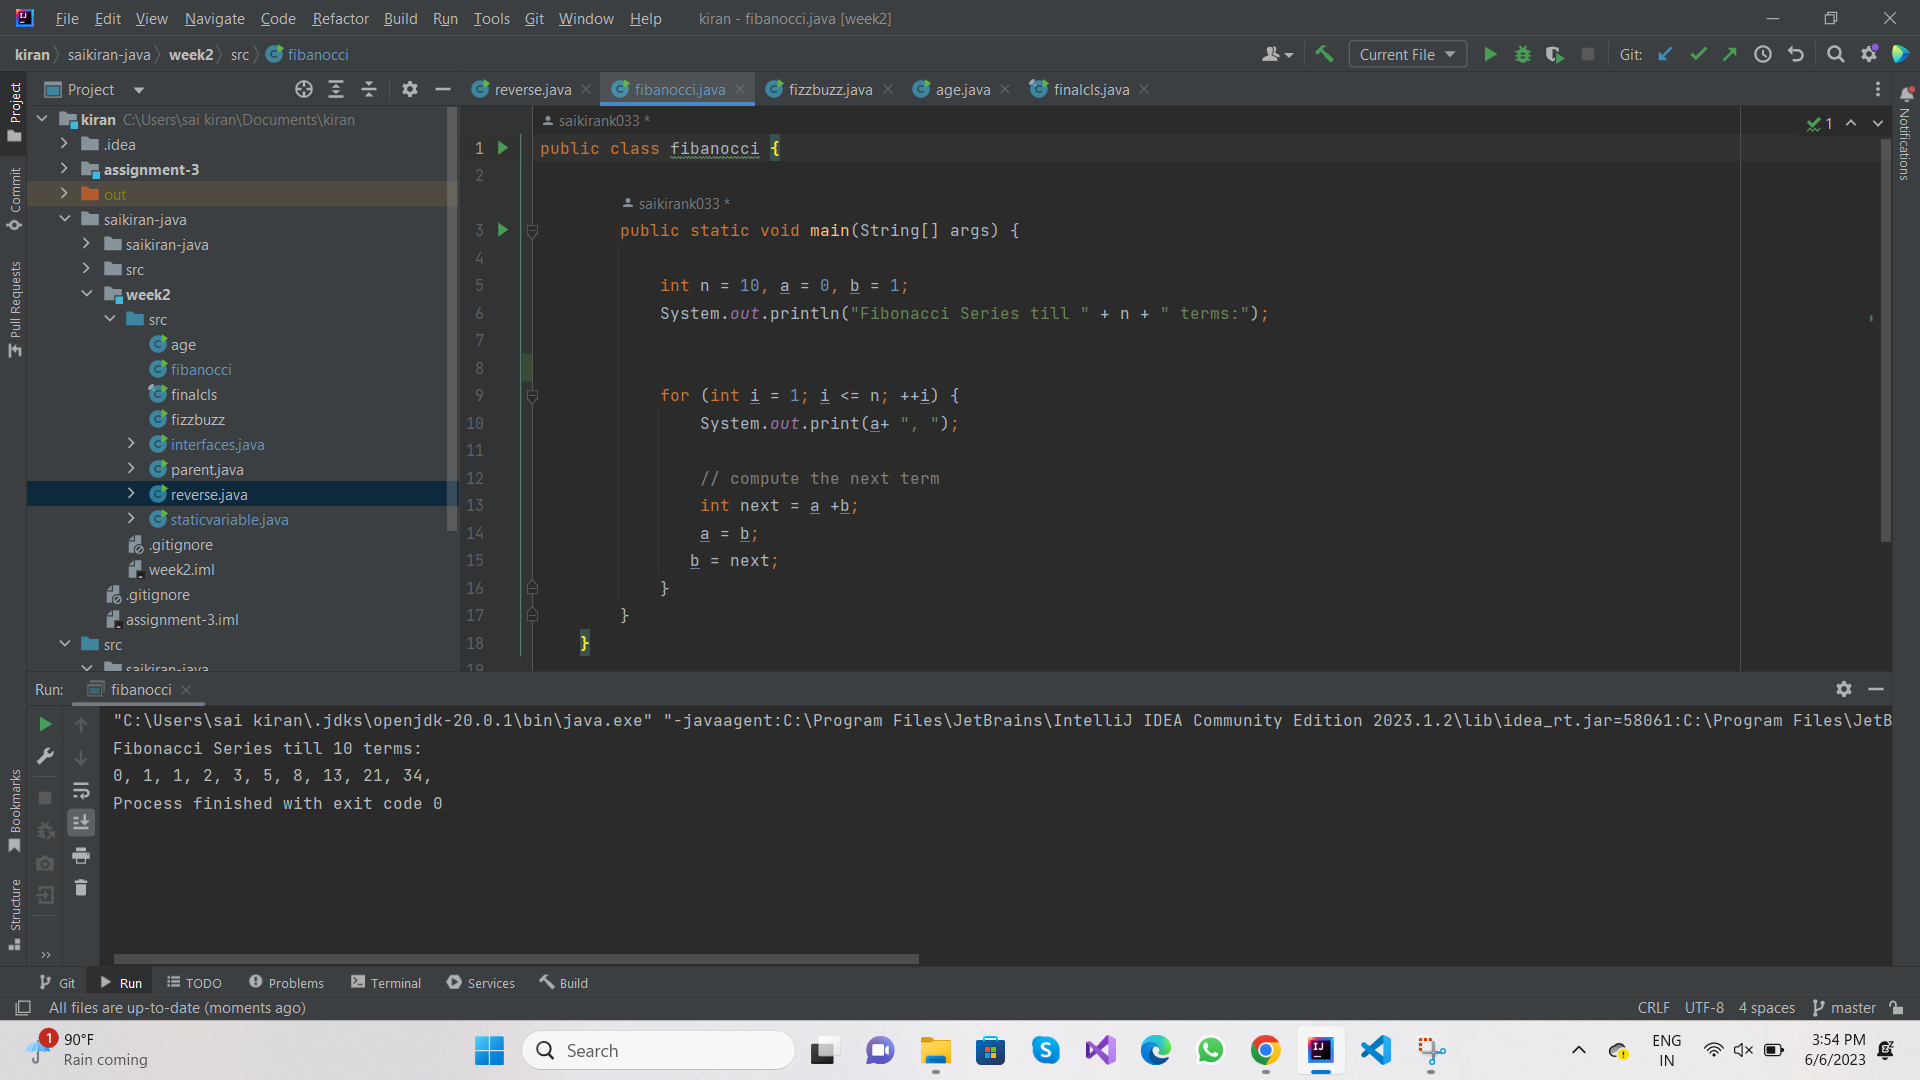 File Edit View Navigate Code Refactor Build Run Tools Git Window Help kiran - fibanocci.java [week2]
kiran saikiran-java week2 src fibanocci Current File Git:
Project reverse.java fibanocci.java fizzbuzz.java age.java finalcls.java
Project
Commit
Pull Requests
Bookmarks
Structure
Notifications
kiran C:\Users\sai kiran\Documents\kiran
.idea
assignment-3
out
saikiran-java
saikiran-java
src
week2
src
age
fibanocci
finalcls
fizzbuzz
interfaces.java
parent.java
reverse.java
staticvariable.java
.gitignore
week2.iml
.gitignore
assignment-3.iml
src
saikiran-java
saikirank033 *
1
1 public class fibanocci {
2
saikirank033 *
3 public static void main(String[] args) {
4
5 int n = 10, a = 0, b = 1;
6 System.out.println("Fibonacci Series till " + n + " terms:");
7
8
9 for (int i = 1; i <= n; ++i) {
10 System.out.print(a+ ", ");
11
12 // compute the next term
13 int next = a +b;
14 a = b;
15 b = next;
16 }
17 }
18 }
19
Run: fibanocci
"C:\Users\sai kiran\.jdks\openjdk-20.0.1\bin\java.exe" "-javaagent:C:\Program Files\JetBrains\IntelliJ IDEA Community Edition 2023.1.2\lib\idea_rt.jar=58061:C:\Program Files\JetB
Fibonacci Series till 10 terms:
0, 1, 1, 2, 3, 5, 8, 13, 21, 34,
Process finished with exit code 0
Git Run TODO Problems Terminal Services Build
All files are up-to-date (moments ago) CRLF UTF-8 4 spaces master
1 90°F
Rain coming
Search
ENG
IN
3:54 PM
6/6/2023